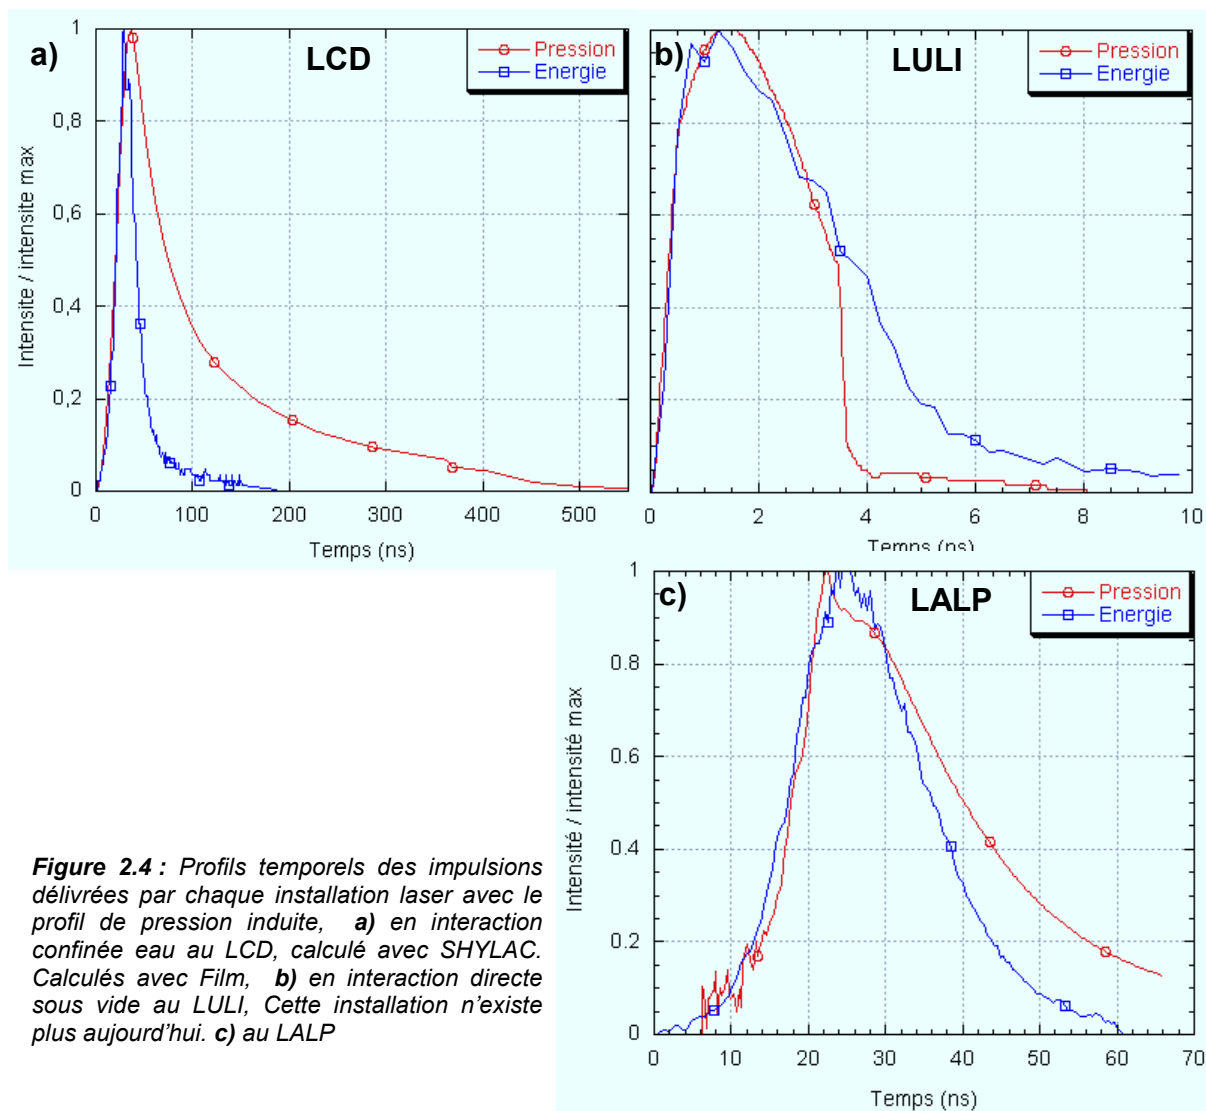 a)
LCD
Pression
Energie
1
0,8
0,6
0,4
0,2
0
Intensite / intensite max
0
100
200
300
400
500
Temps (ns)
b)
LULI
Pression
Energie
0
2
4
6
8
10
Temps (ns)
c)
LALP
Pression
Energie
1
0.8
0.6
0.4
0.2
0
Intensité / intensité max
0
10
20
30
40
50
60
70
Temps (ns)
Figure 2.4 : Profils temporels des impulsions
délivrées par chaque installation laser avec le
profil de pression induite, a) en interaction
confinée eau au LCD, calculé avec SHYLAC.
Calculés avec Film, b) en interaction directe
sous vide au LULI, Cette installation n’existe
plus aujourd’hui. c) au LALP